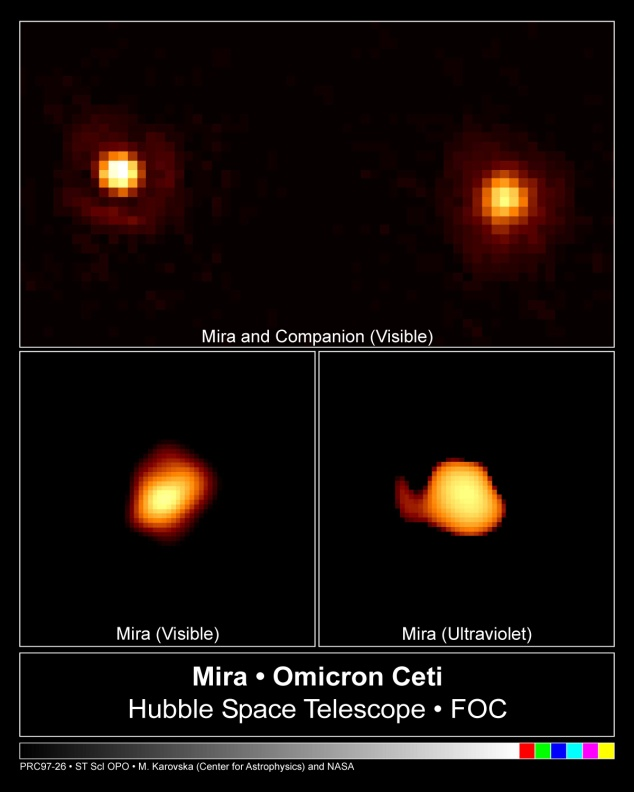 Mira and Companion (Visible)
Mira (Visible)
Mira (Ultraviolet)
Mira • Omicron Ceti
Hubble Space Telescope • FOC
PRC97-26 • ST ScI OPO • M. Karovska (Center for Astrophysics) and NASA